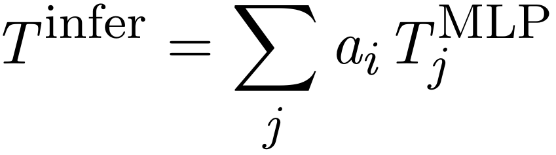 T^{infer} = \sum_{j} a_i T_j^{MLP}